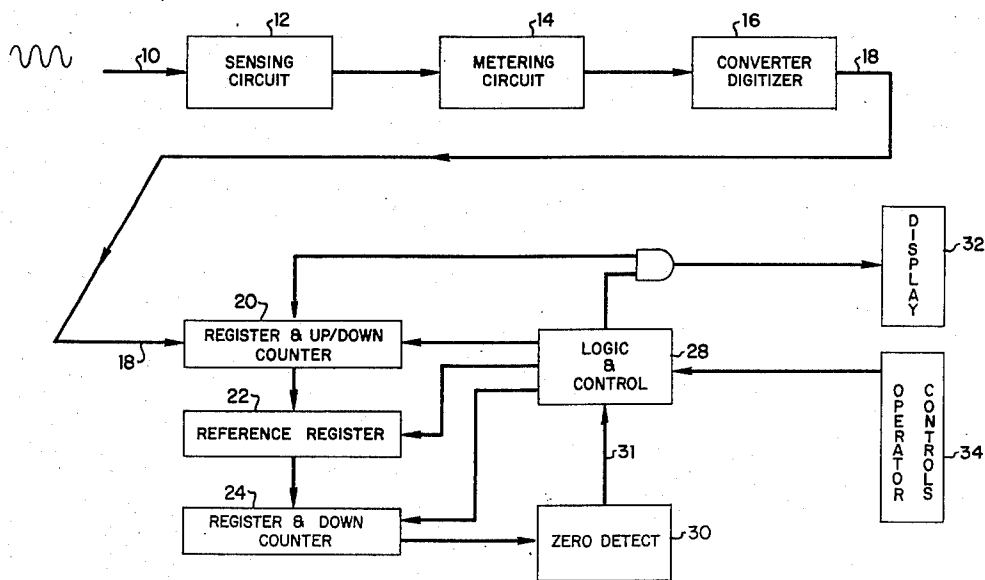 12
14
16
10
SENSING
CIRCUIT
METERING
CIRCUIT
CONVERTER
DIGITIZER
18
DISPLAY
32
20
REGISTER & UP/DOWN
COUNTER
18
LOGIC
&
CONTROL
28
22
REFERENCE REGISTER
OPERATOR
CONTROLS
34
31
24
REGISTER & DOWN
COUNTER
ZERO DETECT
30